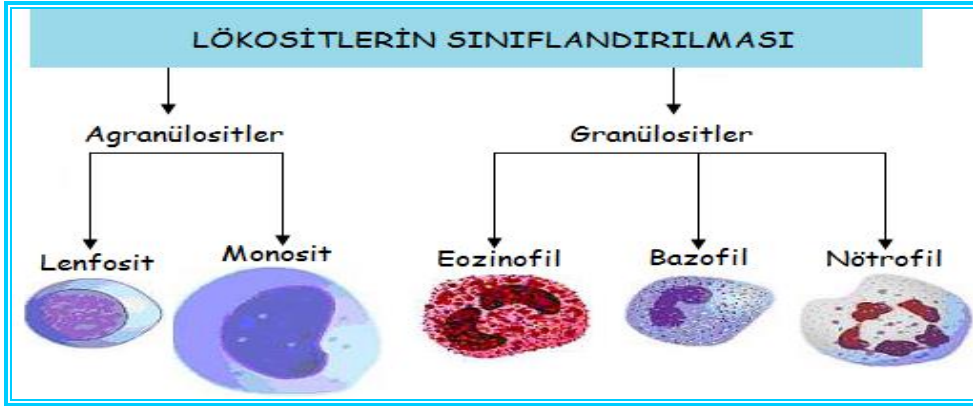 LÖKOSİTLERİN SINIFLANDIRILMASI
Agranülositler
Granülositler
Lenfosit
Monosit
Eozinofil
Bazofil
Nötrofil